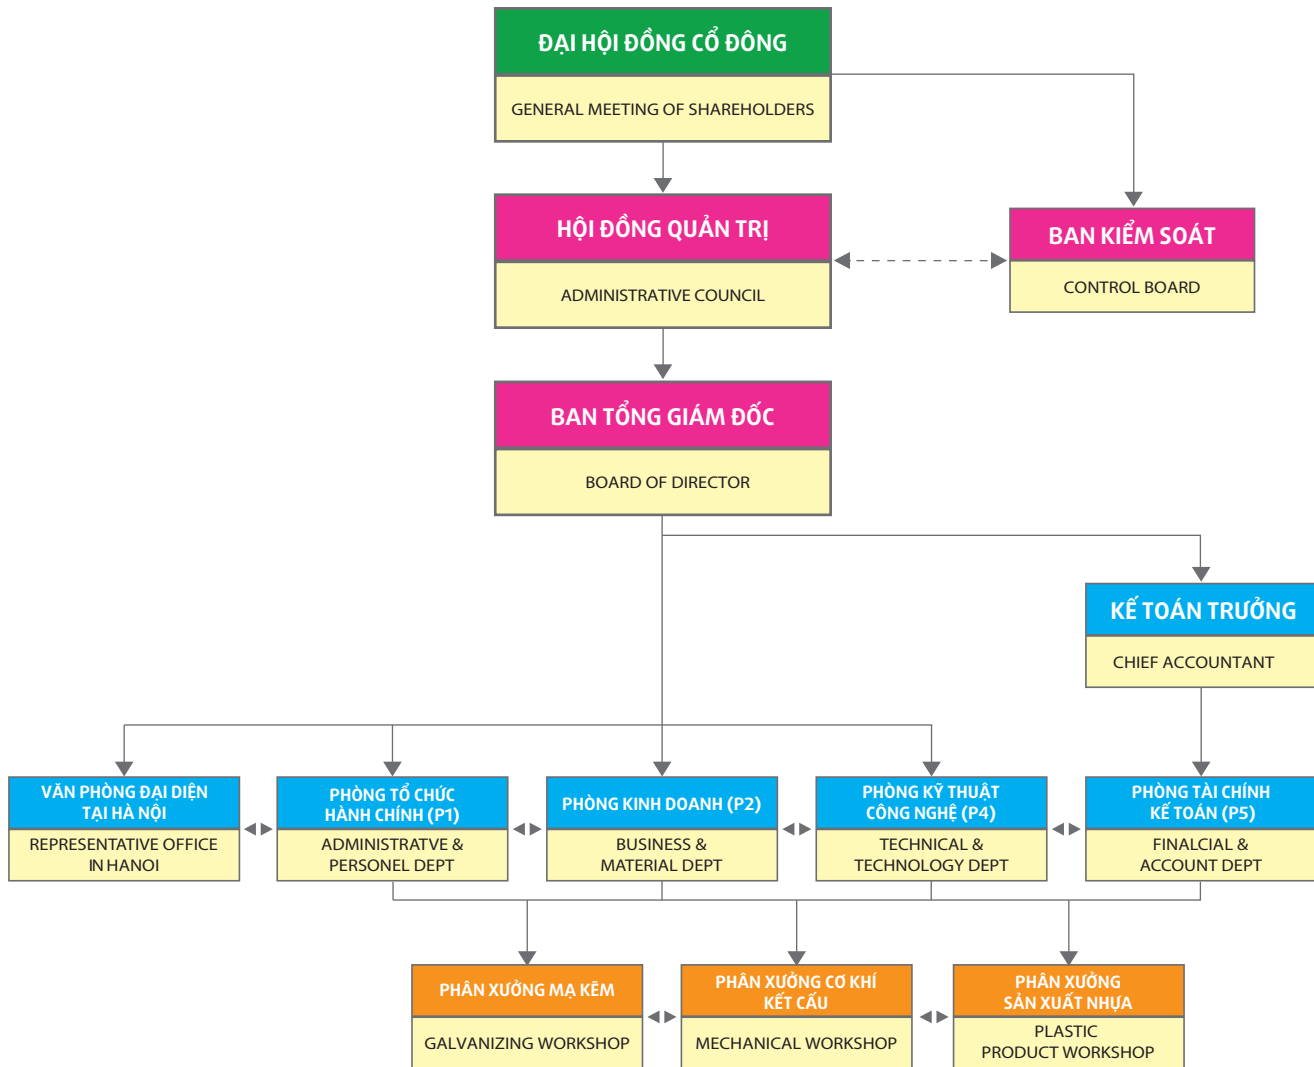 ĐẠI HỘI ĐỒNG CỔ ĐÔNG
GENERAL MEETING OF SHAREHOLDERS
HỘI ĐỒNG QUẢN TRỊ
ADMINISTRATIVE COUNCIL
BAN KIỂM SOÁT
CONTROL BOARD
BAN TỔNG GIÁM ĐỐC
BOARD OF DIRECTOR
KẾ TOÁN TRƯỞNG
CHIEF ACCOUNTANT
VĂN PHÒNG ĐẠI DIỆN
TẠI HÀ NỘI
REPRESENTATIVE OFFICE
IN HANOI
PHÒNG TỔ CHỨC
HÀNH CHÍNH (P1)
ADMINISTRATVE &
PERSONEL DEPT
PHÒNG KINH DOANH (P2)
BUSINESS &
MATERIAL DEPT
PHÒNG KỸ THUẬT
CÔNG NGHỆ (P4)
TECHNICAL &
TECHNOLOGY DEPT
PHÒNG TÀI CHÍNH
KẾ TOÁN (P5)
FINALCIAL &
ACCOUNT DEPT
PHÂN XƯỞNG MẠ KẼM
GALVANIZING WORKSHOP
PHÂN XƯỞNG CƠ KHÍ
KẾT CẤU
MECHANICAL WORKSHOP
PHÂN XƯỞNG
SẢN XUẤT NHỰA
PLASTIC
PRODUCT WORKSHOP